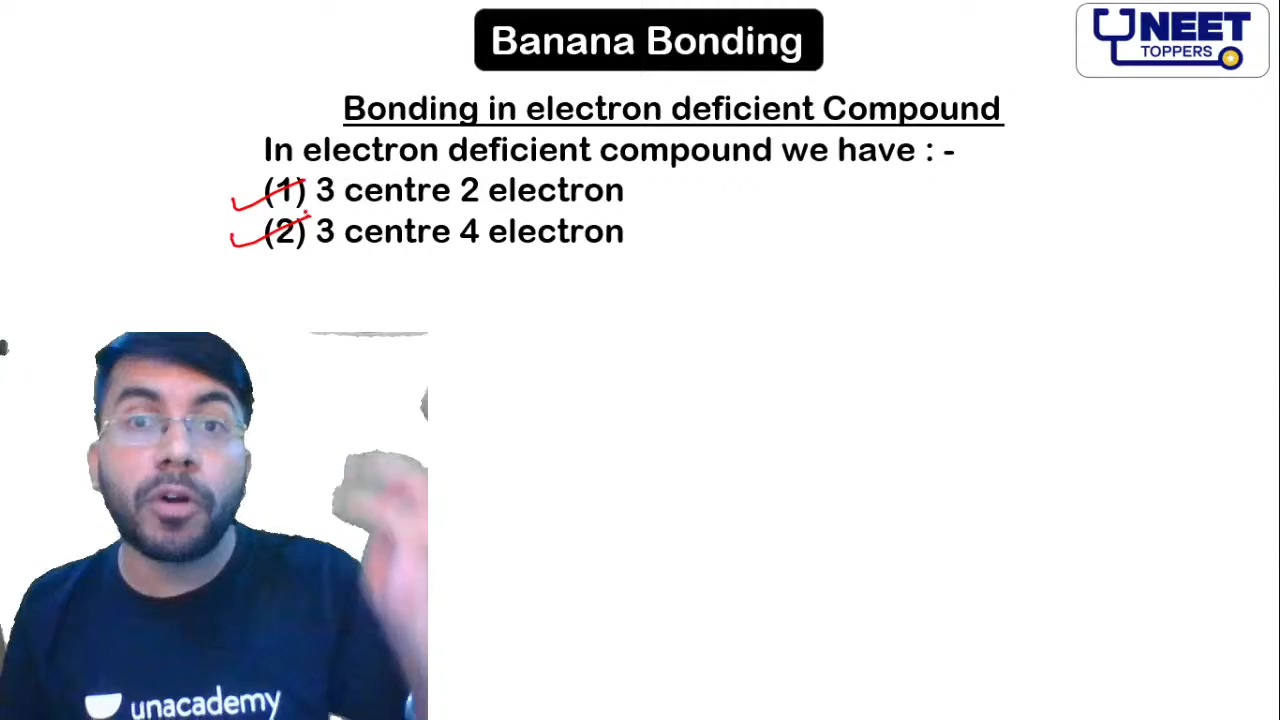 Banana Bonding
NEET
TOPPERS
Bonding in electron deficient Compound
In electron deficient compound we have : -
(1) 3 centre 2 electron
(2) 3 centre 4 electron
unacademy